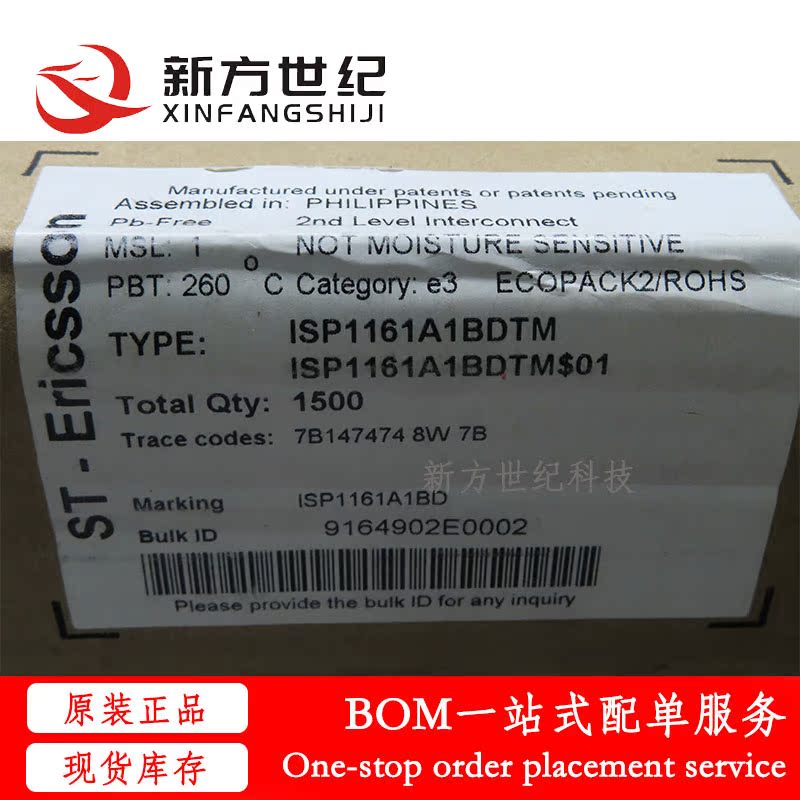 新方世纪
XINFANGSHIJI
Manufactured under patents or patents pending
Assembled in: PHILIPPINES
Pb-Free 2nd Level Interconnect
MSL: 1 NOT MOISTURE SENSITIVE
PBT: 260 °C Category: e3 ECOPACK2/ROHS
ST-Ericsson
TYPE: ISP1161A1BDTM
ISP1161A1BDTM$01
Total Qty: 1500
Trace codes: 7B147474 8W 7B
新方世纪科技
Marking ISP1161A1BD
Bulk ID 9164902E0002
Please provide the bulk ID for any inquiry
原装正品
现货库存
BOM一站式配单服务
One-stop order placement service